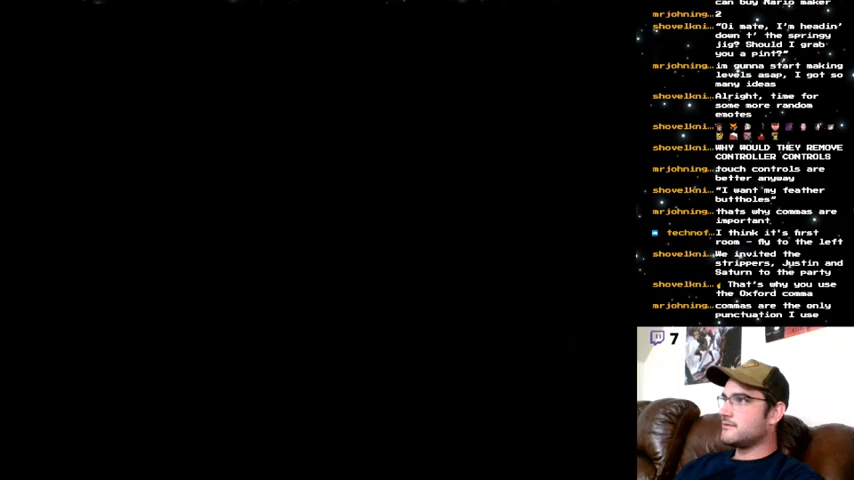 can buy Mario maker
mrjohning… 2
shovelkni… "Oi mate, I'm headin'
down t' the springy
jig? Should I grab
you a pint?"
mrjohning… im gunna start making
levels asap, I got so
many ideas
shovelkni… Alright, time for
some more random
emotes
shovelkni…
shovelkni… WHY WOULD THEY REMOVE
CONTROLLER CONTROLS
mrjohning… touch controls are
better anyway
shovelkni… "I want my feather
buttholes"
mrjohning… thats why commas are
important
technof… I think it's first
room - fly to the left
shovelkni… We invited the
strippers, Justin and
Saturn to the party
shovelkni… That's why you use
the Oxford comma
mrjohning… commas are the only
punctuation I use
7